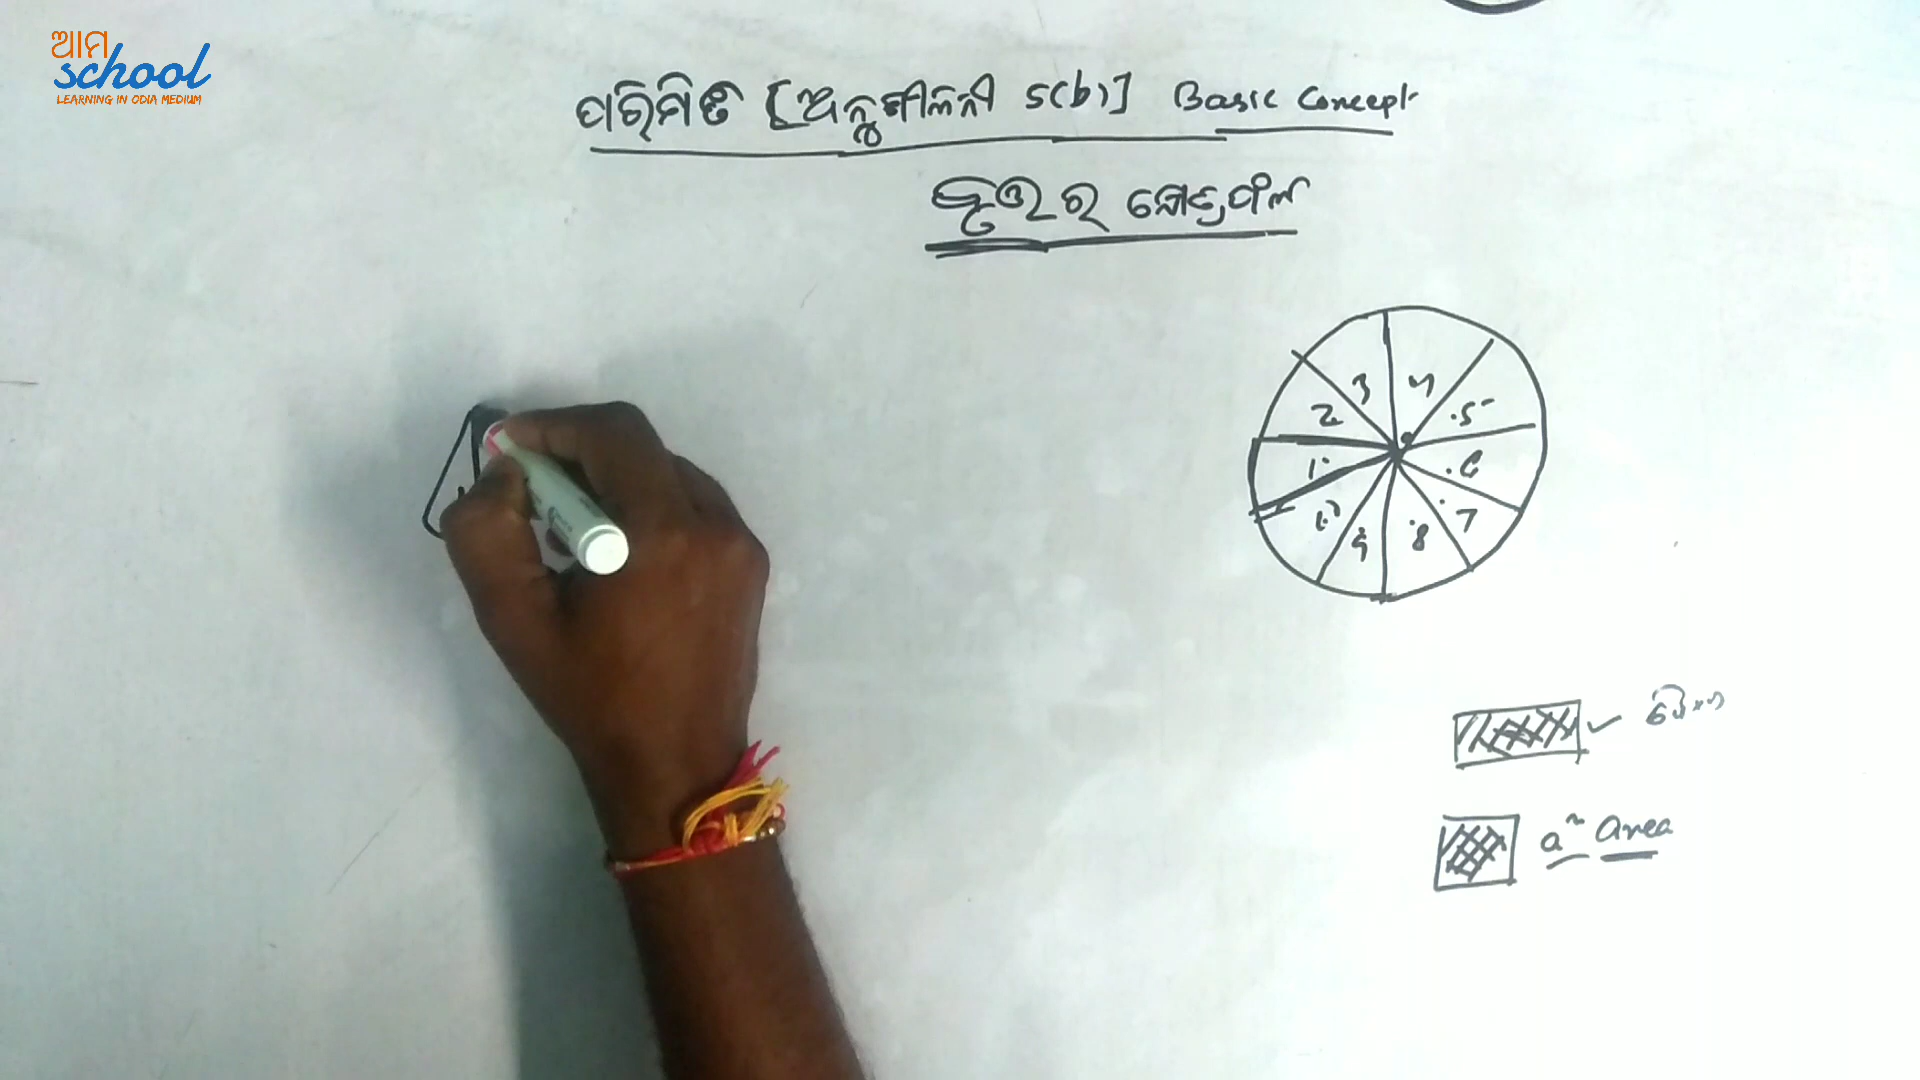 ଆମ
school
LEARNING IN ODIA MEDIUM
ପରିମିତି [ଅନୁଶୀଳନୀ 5(b)] Basic Concept
ବୃତ୍ତର କ୍ଷେତ୍ରଫଳ
3 4
2 5
1 6
10 7
9 8
a² area